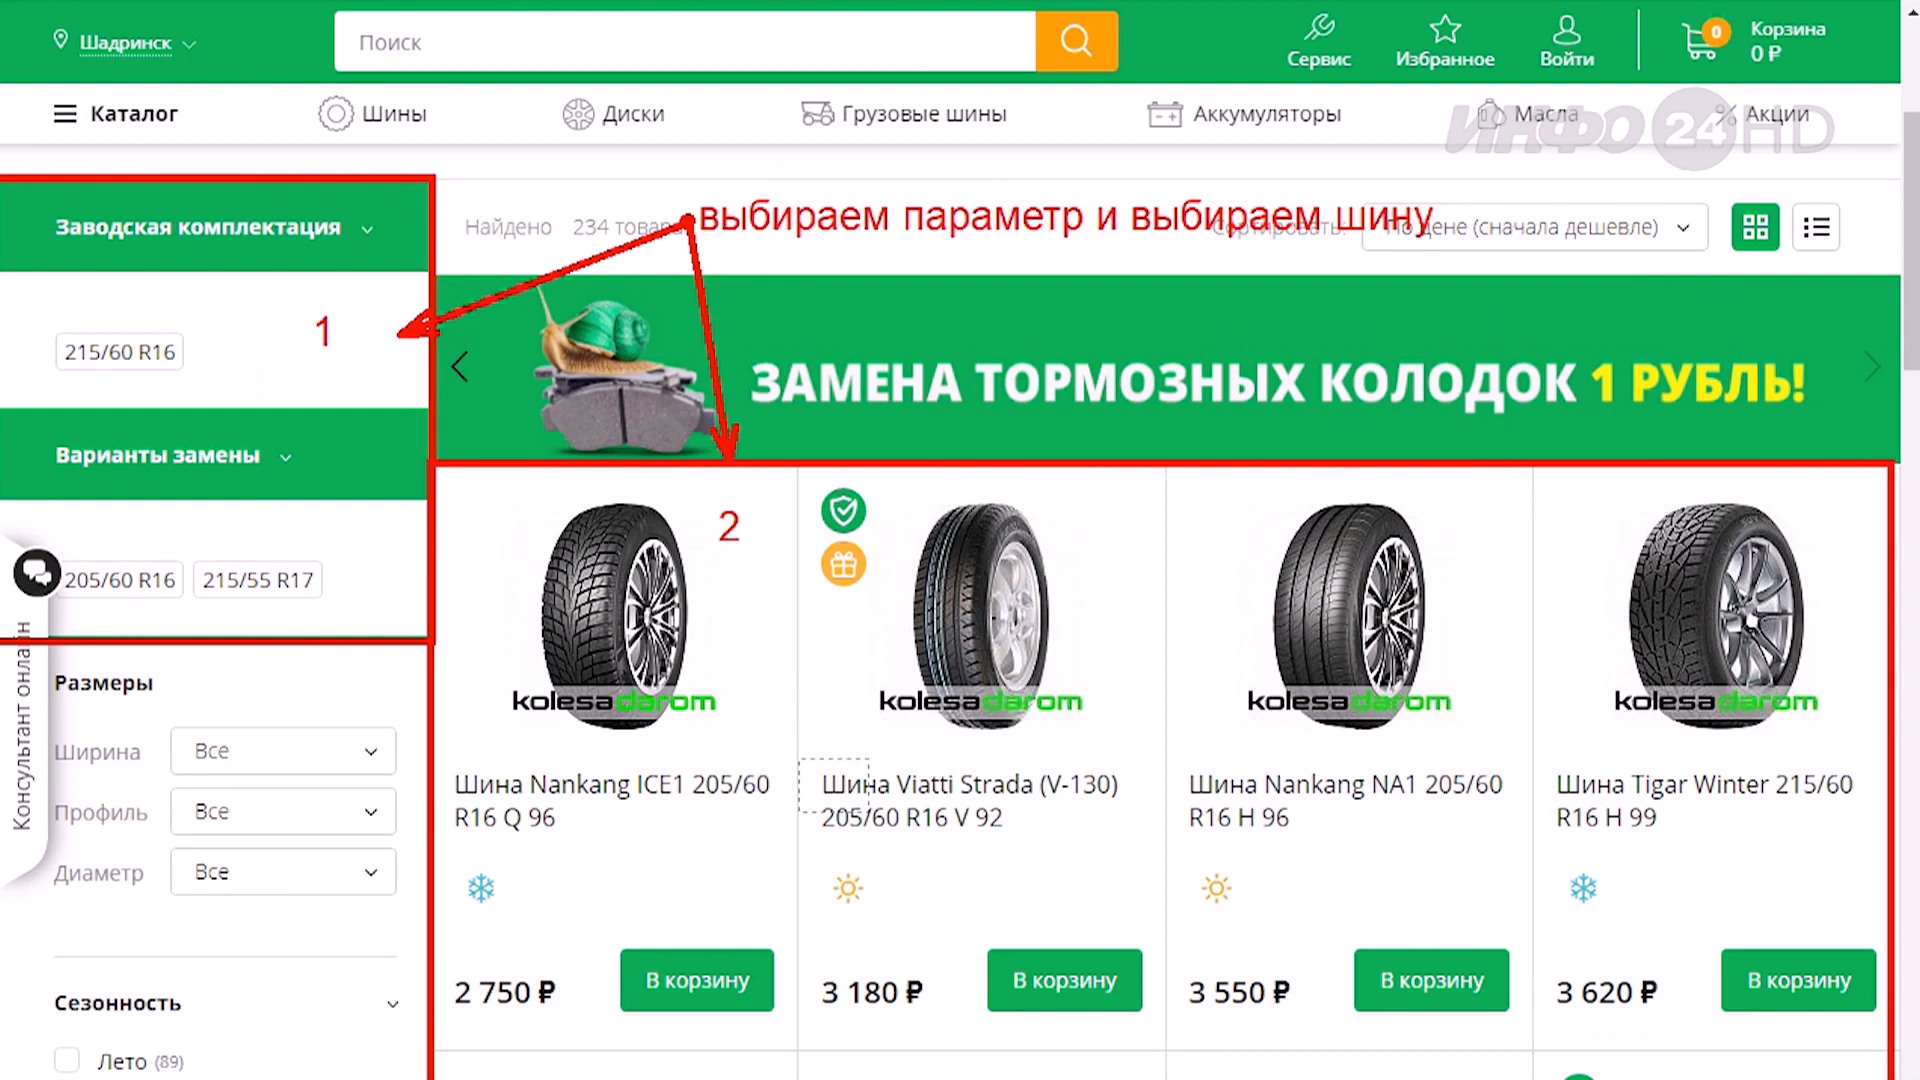 Шадринск
Поиск
Сервис
Избранное
Войти
0
Корзина
0 ₽
Каталог
Шины
Диски
Грузовые шины
Аккумуляторы
Масла
% Акции
ИНФО 24 HD
Заводская комплектация
215/60 R16
1
Варианты замены
205/60 R16
215/55 R17
Найдено 234 товара
выбираем параметр и выбираем шину
Сортировать:
По цене (сначала дешевле)
ЗАМЕНА ТОРМОЗНЫХ КОЛОДОК 1 РУБЛЬ!
2
Консультант онлайн
Размеры
Ширина
Все
Профиль
Все
Диаметр
Все
Сезонность
Лето (89)
kolesadarom
kolesadarom
kolesadarom
kolesadarom
Шина Nankang ICE1 205/60
R16 Q 96
Шина Viatti Strada (V-130)
205/60 R16 V 92
Шина Nankang NA1 205/60
R16 H 96
Шина Tigar Winter 215/60
R16 H 99
2 750 ₽
В корзину
3 180 ₽
В корзину
3 550 ₽
В корзину
3 620 ₽
В корзину